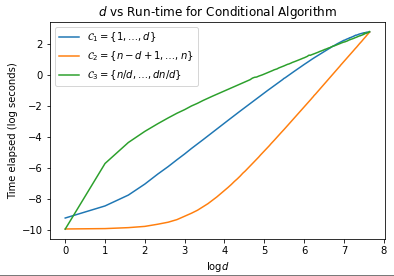 d vs Run-time for Conditional Algorithm
C₁ = {1, …, d}
C₂ = {n − d + 1, …, n}
C₃ = {n/d, …, dn/d}
Time elapsed (log seconds)
2
0
−2
−4
−6
−8
−10
0 1 2 3 4 5 6 7 8
log d